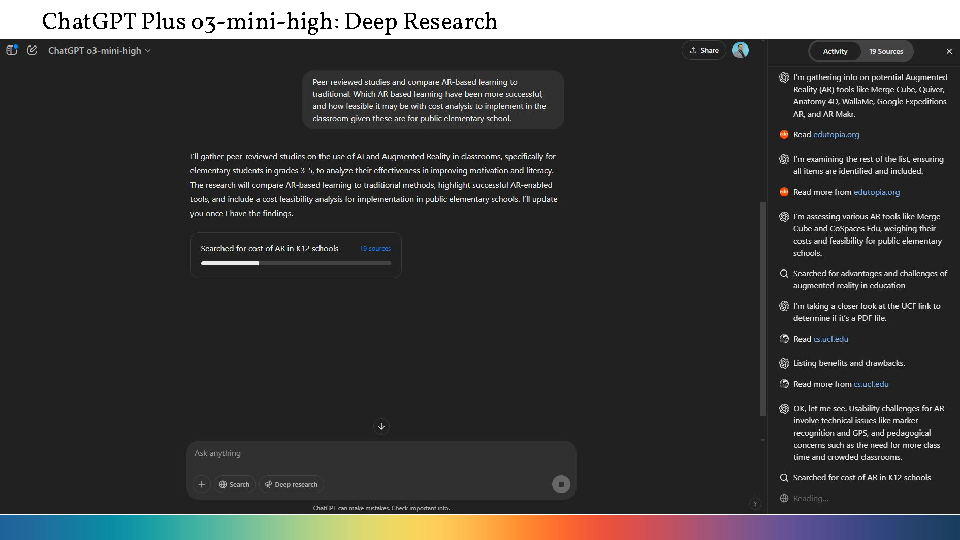 ChatGPT Plus o3-mini-high: Deep Research
ChatGPT o3-mini-high
Share
Peer reviewed studies and compare AR-based learning to
traditional. Which AR based learning have been more successful,
and how feasible it may be with cost analysis to implement in the
classroom given these are for public elementary school.
I'll gather peer-reviewed studies on the use of AI and Augmented Reality in classrooms, specifically for
elementary students in grades 3-5, to analyze their effectiveness in improving motivation and literacy.
The research will compare AR-based learning to traditional methods, highlight successful AR-enabled
tools, and include a cost feasibility analysis for implementation in public elementary schools. I'll update
you once I have the findings.
Searched for cost of AR in K12 schools
19 sources
Ask anything
Search
Deep research
ChatGPT can make mistakes. Check important info.
?
Activity
19 Sources
I'm gathering info on potential Augmented
Reality (AR) tools like Merge Cube, Quiver,
Anatomy 4D, WallaMe, Google Expeditions
AR, and AR Makr.
Read edutopia.org
I'm examining the rest of the list, ensuring
all items are identified and included.
Read more from edutopia.org
I'm assessing various AR tools like Merge
Cube and CoSpaces Edu, weighing their
costs and feasibility for public elementary
schools.
Searched for advantages and challenges of
augmented reality in education
I'm taking a closer look at the UCF link to
determine if it's a PDF file.
Read cs.ucf.edu
Listing benefits and drawbacks.
Read more from cs.ucf.edu
OK, let me see. Usability challenges for AR
involve technical issues like marker
recognition and GPS, and pedagogical
concerns such as the need for more class
time and crowded classrooms.
Searched for cost of AR in K12 schools
Reading...